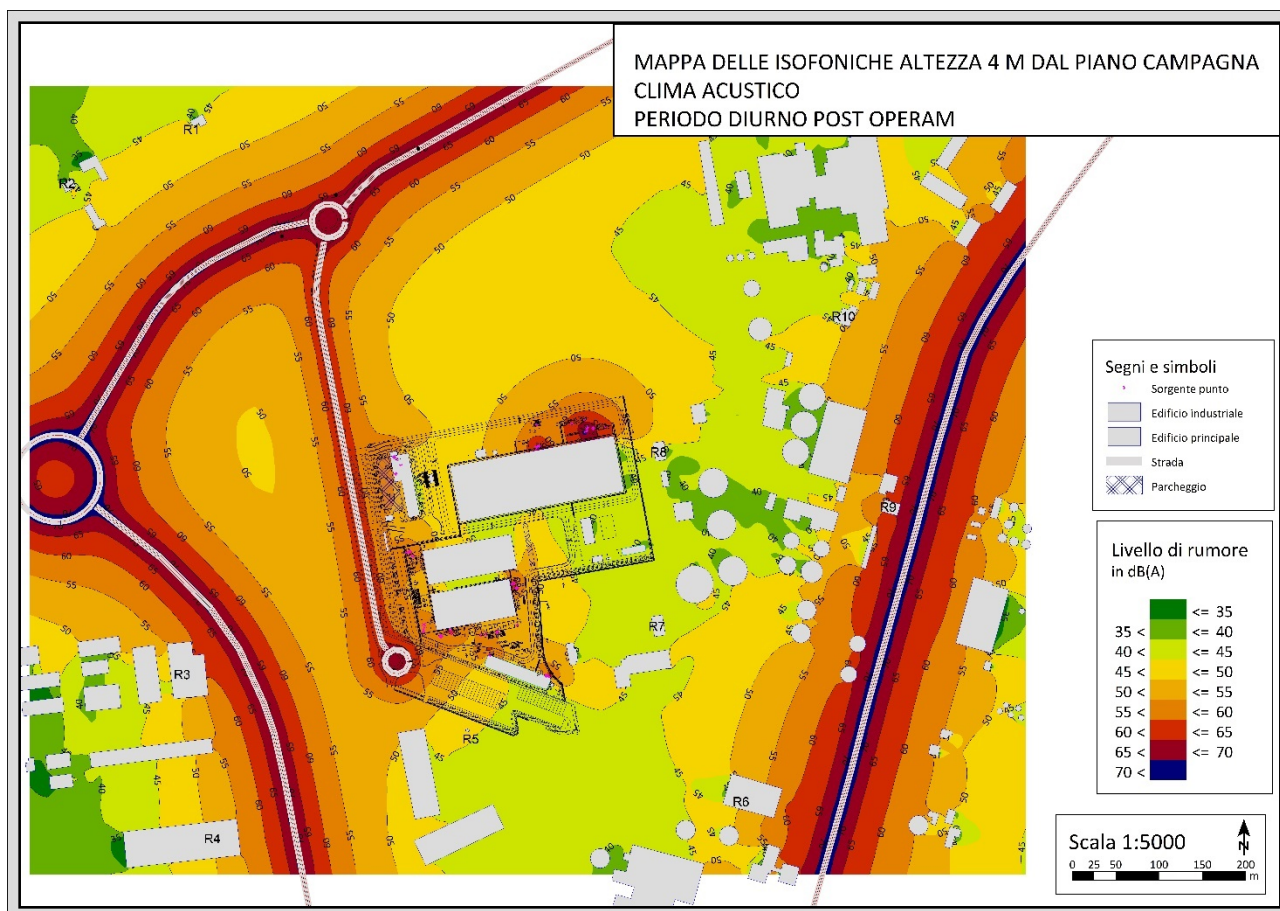 MAPPA DELLE ISOFONICHE ALTEZZA 4 M DAL PIANO CAMPAGNA
CLIMA ACUSTICO
PERIODO DIURNO POST OPERAM
R1
R2
R10
R8
R9
R7
R3
R5
R6
R4
Segni e simboli
Sorgente punto
Edificio industriale
Edificio principale
Strada
Parcheggio
Livello di rumore
in dB(A)
<= 35
35 < <= 40
40 < <= 45
45 < <= 50
50 < <= 55
55 < <= 60
60 < <= 65
65 < <= 70
70 <
Scala 1:5000
N
0 25 50 100 150 200
m